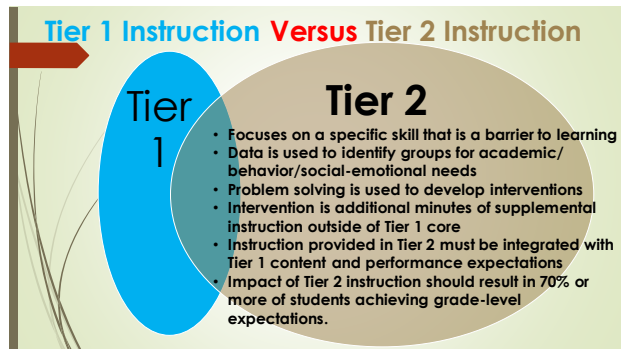 Tier 1 Instruction Versus Tier 2 Instruction
Tier
1
Tier 2
• Focuses on a specific skill that is a barrier to learning
• Data is used to identify groups for academic/
behavior/social-emotional needs
• Problem solving is used to develop interventions
• Intervention is additional minutes of supplemental
instruction outside of Tier 1 core
• Instruction provided in Tier 2 must be integrated with
Tier 1 content and performance expectations
• Impact of Tier 2 instruction should result in 70% or
more of students achieving grade-level
expectations.